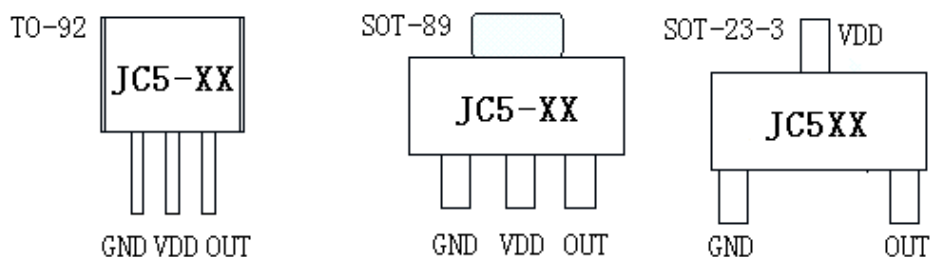 TO-92
JC5-XX
GND VDD OUT
SOT-89
JC5-XX
GND VDD OUT
SOT-23-3
VDD
JC5XX
GND OUT